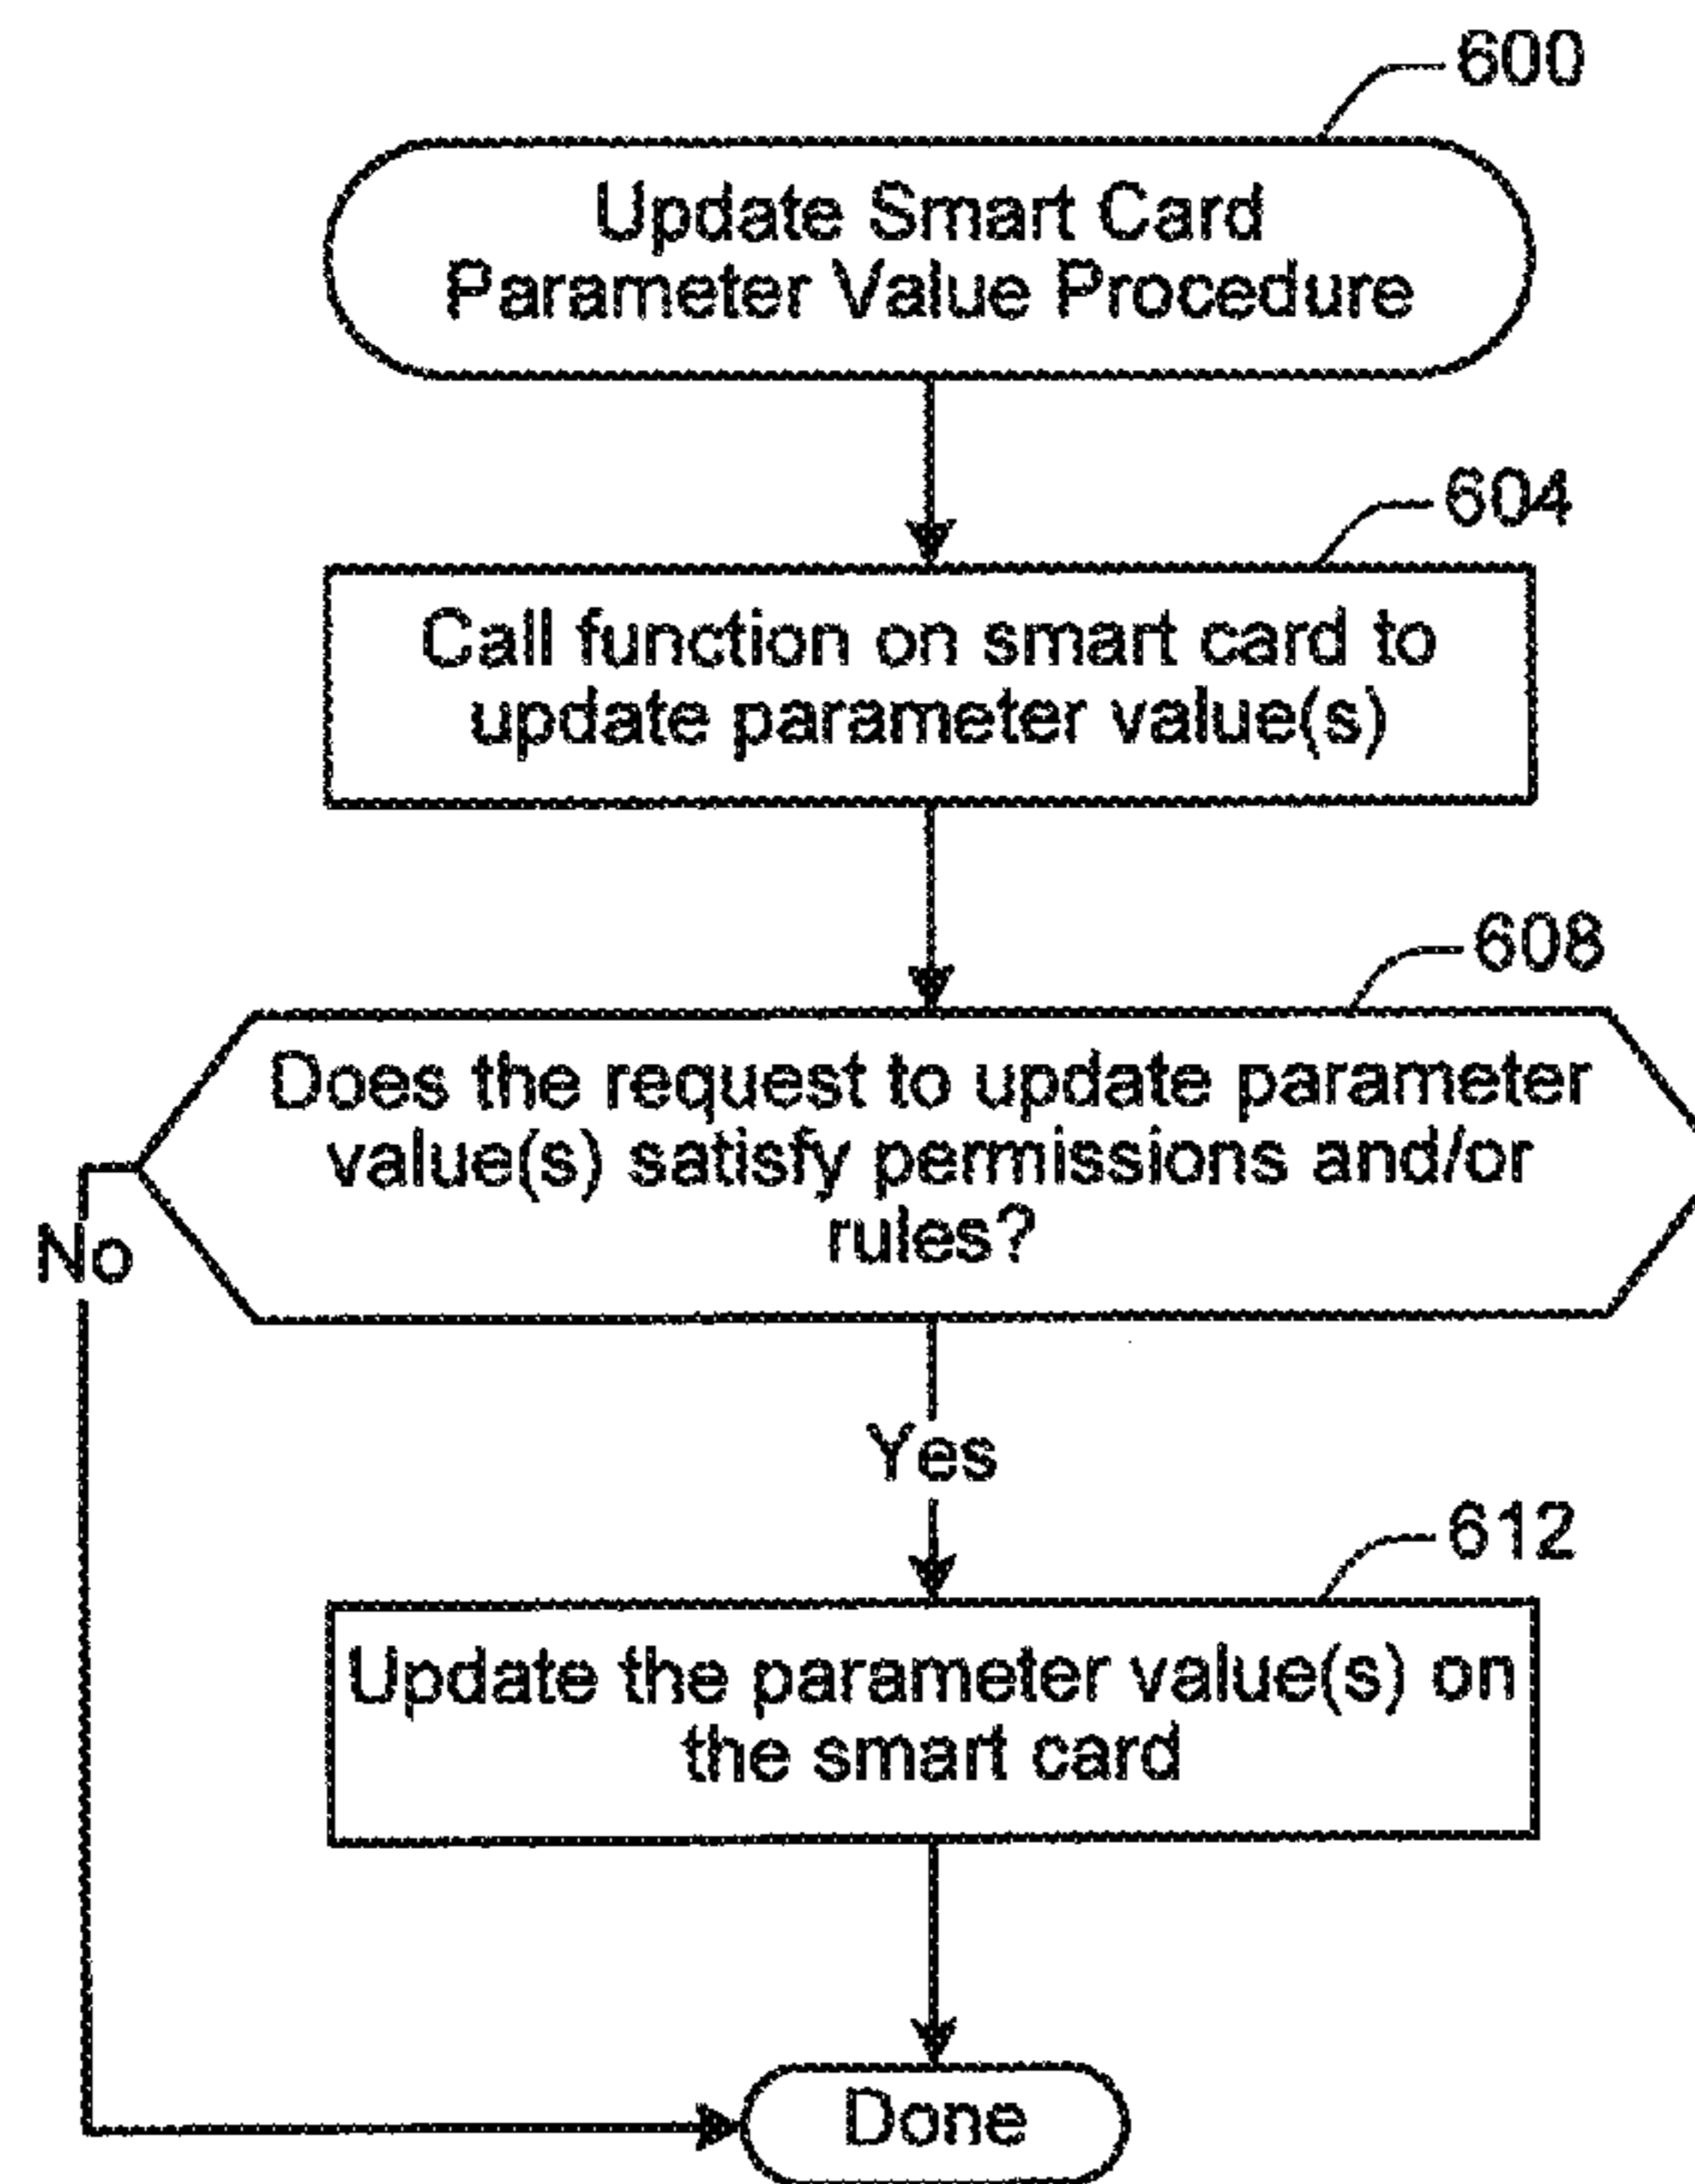 600
Update Smart Card
Parameter Value Procedure
604
Call function on smart card to
update parameter value(s)
608
Does the request to update parameter
value(s) satisfy permissions and/or
rules?
No
Yes
612
Update the parameter value(s) on
the smart card
Done